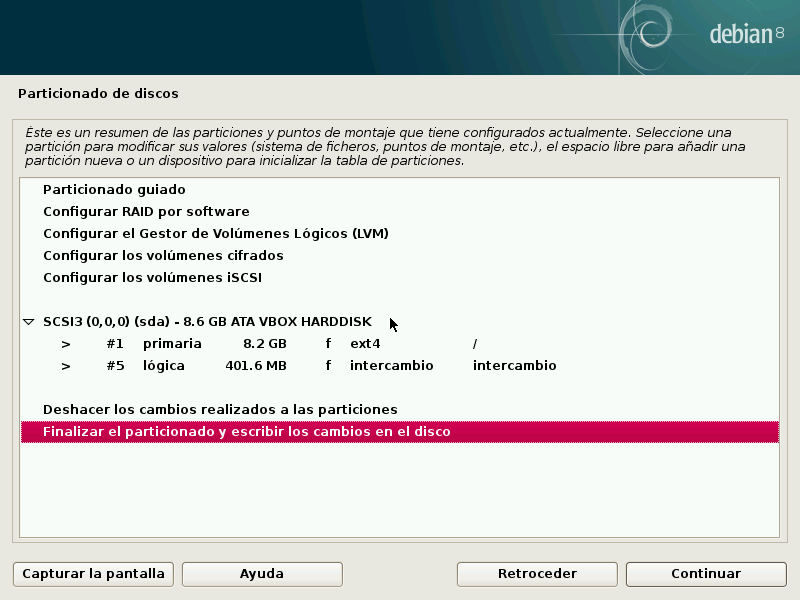 debian 8
Particionado de discos
Éste es un resumen de las particiones y puntos de montaje que tiene configurados actualmente. Seleccione una
partición para modificar sus valores (sistema de ficheros, puntos de montaje, etc.), el espacio libre para añadir una
partición nueva o un dispositivo para inicializar la tabla de particiones.
Particionado guiado
Configurar RAID por software
Configurar el Gestor de Volúmenes Lógicos (LVM)
Configurar los volúmenes cifrados
Configurar los volúmenes iSCSI
SCSI3 (0,0,0) (sda) - 8.6 GB ATA VBOX HARDDISK
> #1 primaria 8.2 GB f ext4 /
> #5 lógica 401.6 MB f intercambio intercambio
Deshacer los cambios realizados a las particiones
Finalizar el particionado y escribir los cambios en el disco
Capturar la pantalla Ayuda Retroceder Continuar